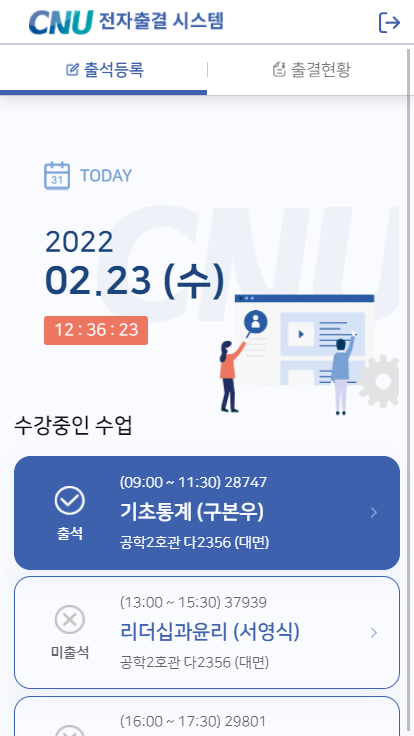 CNU 전자출결 시스템
출석등록
출결현황
31 TODAY
CNU
2022
02.23 (수)
12 : 36 : 23
수강중인 수업
(09:00 ~ 11:30) 28747
기초통계 (구본우)
출석
공학2호관 다2356 (대면)
(13:00 ~ 15:30) 37939
리더십과윤리 (서영식)
미출석
공학2호관 다2356 (대면)
(16:00 ~ 17:30) 29801